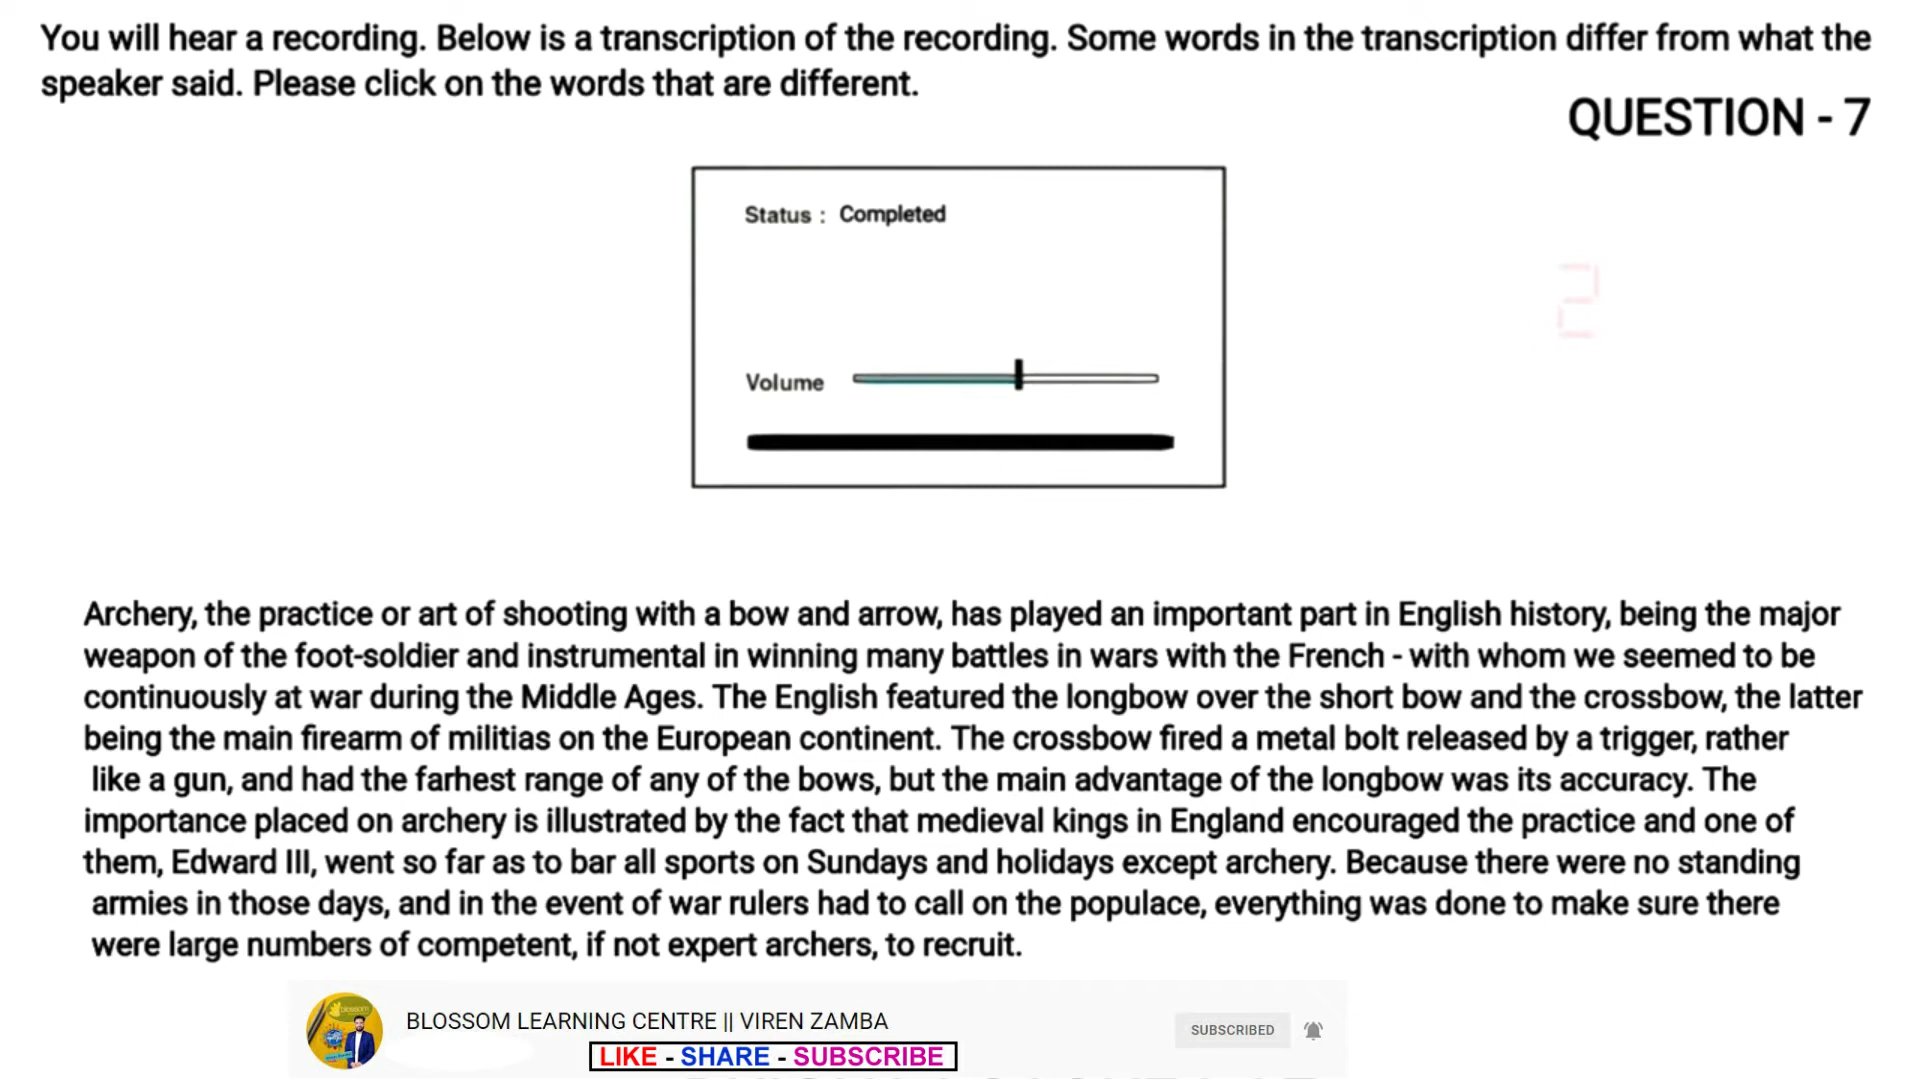 You will hear a recording. Below is a transcription of the recording. Some words in the transcription differ from what the
speaker said. Please click on the words that are different.
QUESTION - 7
Status : Completed
2
Volume
Archery, the practice or art of shooting with a bow and arrow, has played an important part in English history, being the major
weapon of the foot-soldier and instrumental in winning many battles in wars with the French - with whom we seemed to be
continuously at war during the Middle Ages. The English featured the longbow over the short bow and the crossbow, the latter
being the main firearm of militias on the European continent. The crossbow fired a metal bolt released by a trigger, rather
like a gun, and had the farhest range of any of the bows, but the main advantage of the longbow was its accuracy. The
importance placed on archery is illustrated by the fact that medieval kings in England encouraged the practice and one of
them, Edward III, went so far as to bar all sports on Sundays and holidays except archery. Because there were no standing
armies in those days, and in the event of war rulers had to call on the populace, everything was done to make sure there
were large numbers of competent, if not expert archers, to recruit.
blossom
BLOSSOM LEARNING CENTRE || VIREN ZAMBA
SUBSCRIBED
LIKE - SHARE - SUBSCRIBE